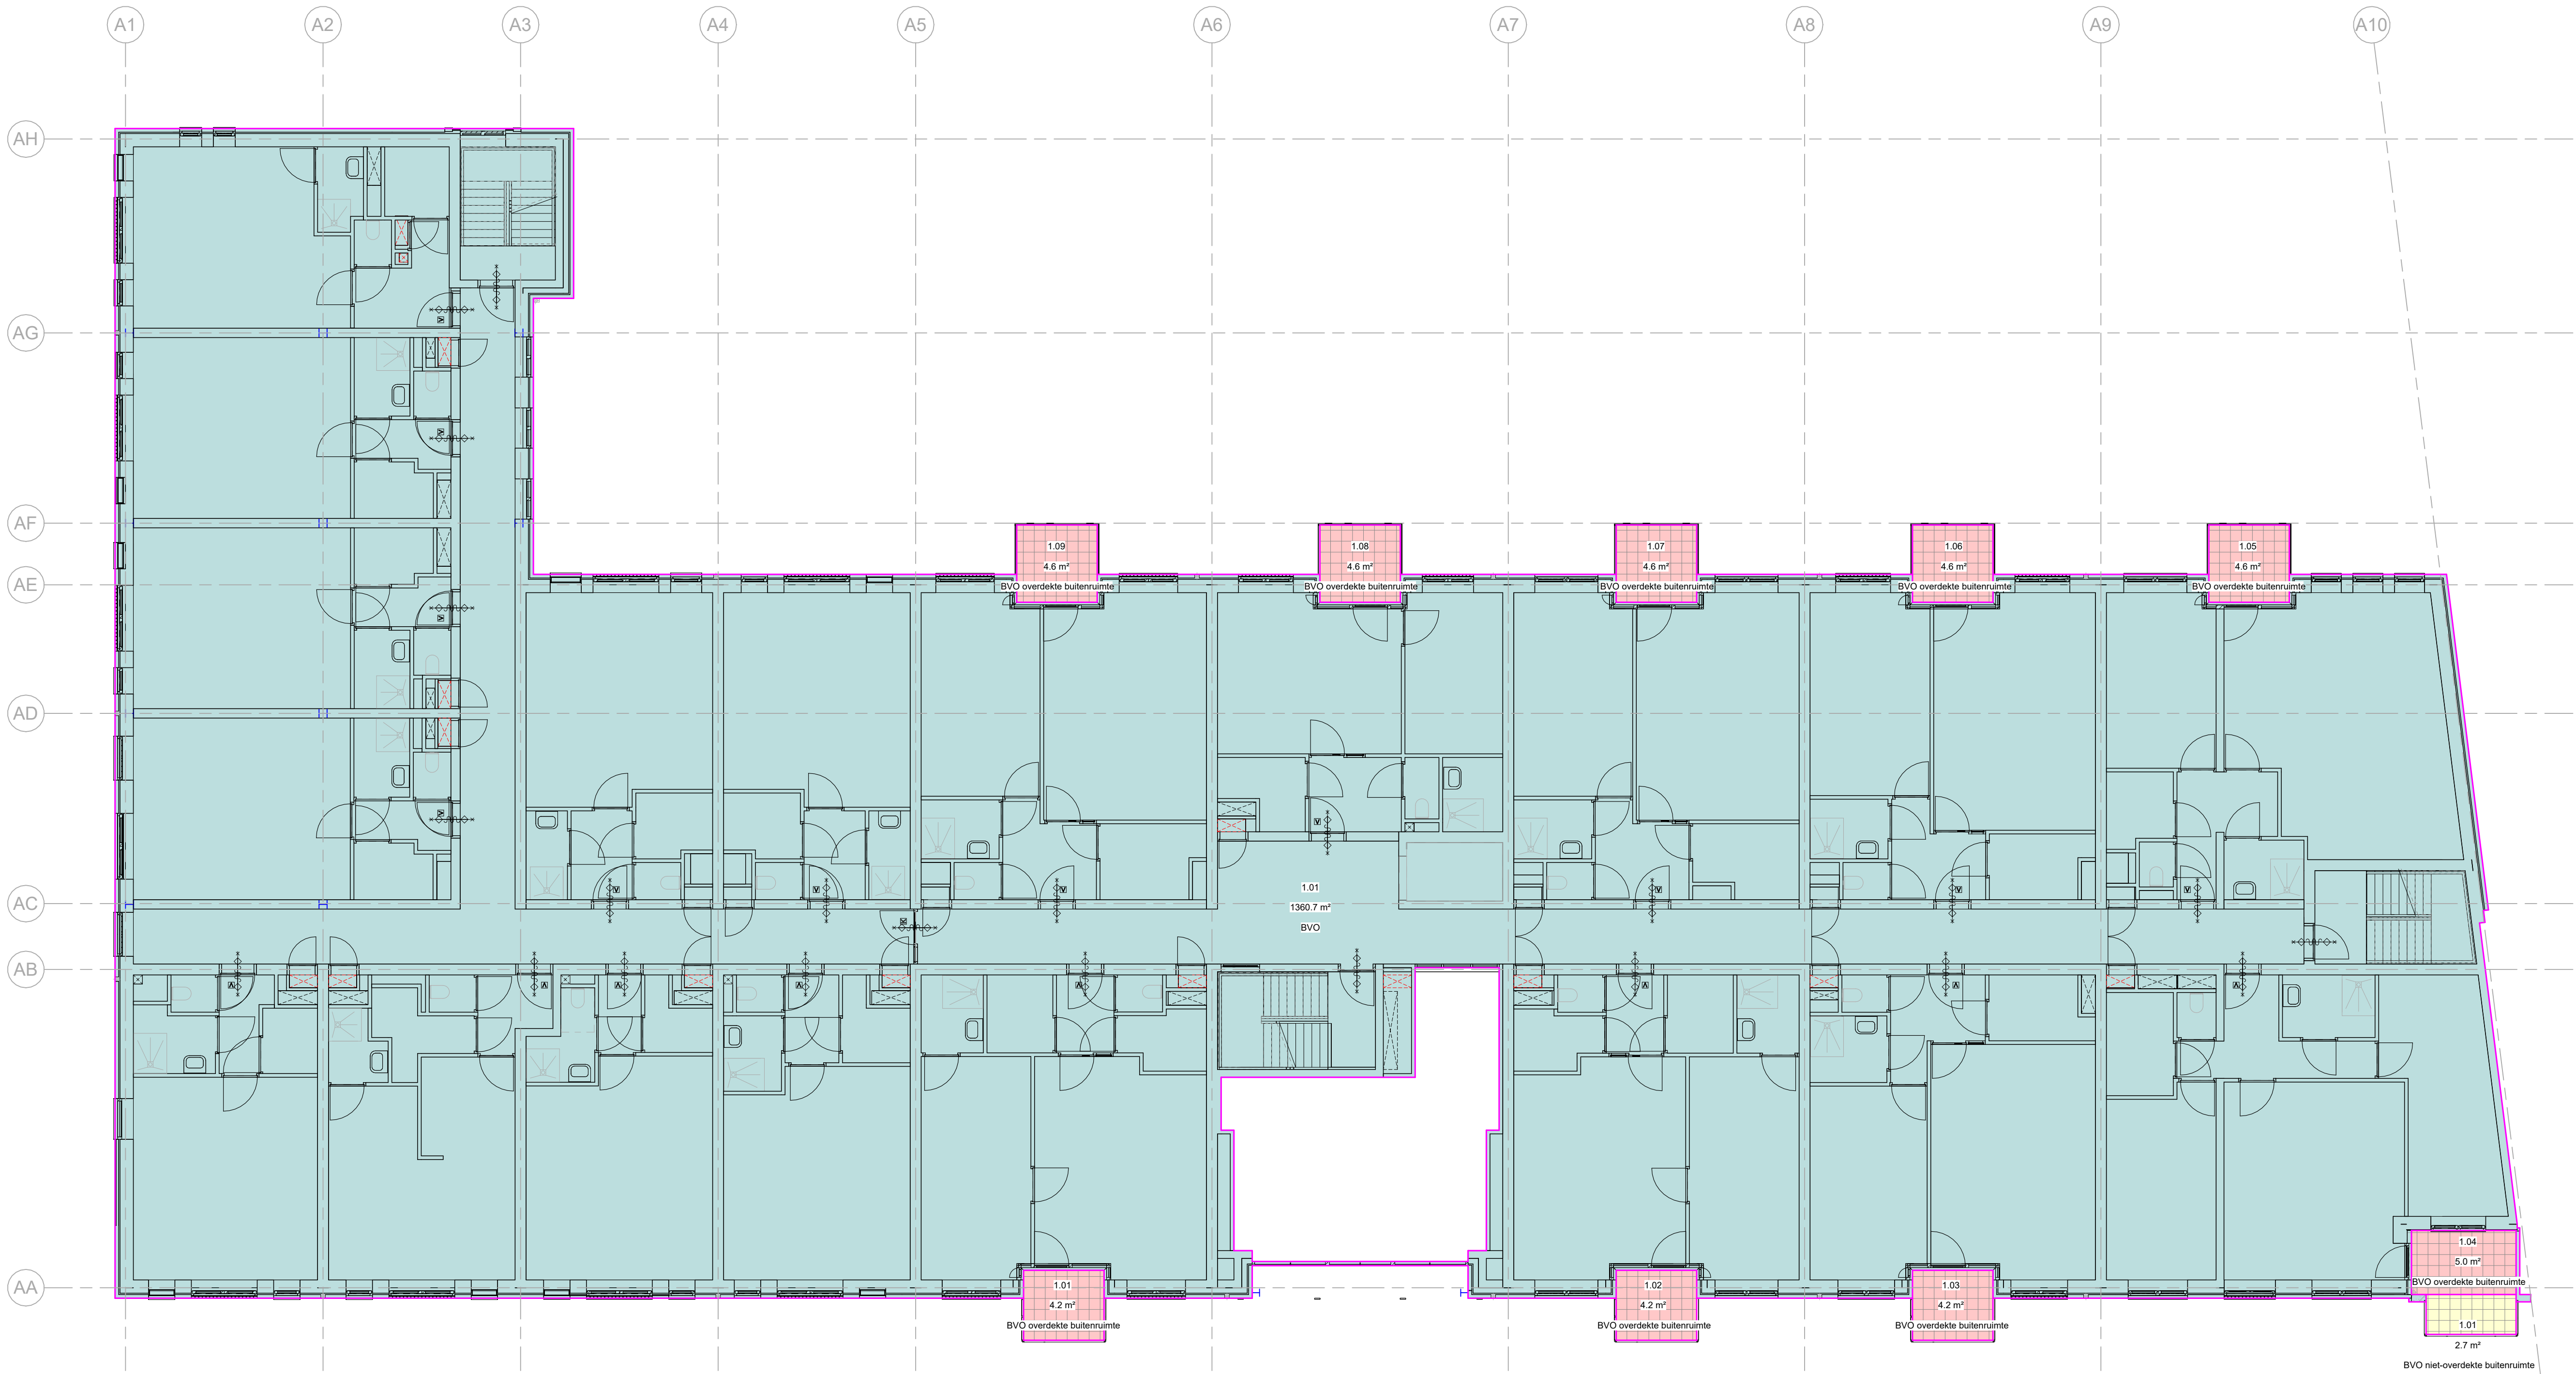 A1 A2 A3 A4 A5 A6 A7 A8 A9 A10
AH
AG
AF
1.09
4.6 m²
BVO overdekte buitenruimte
1.08
4.6 m²
BVO overdekte buitenruimte
1.07
4.6 m²
BVO overdekte buitenruimte
1.06
4.6 m²
BVO overdekte buitenruimte
1.05
4.6 m²
BVO overdekte buitenruimte
AE
AD
AC
1.01
1360.7 m²
BVO
AB
AA
1.01
4.2 m²
BVO overdekte buitenruimte
1.02
4.2 m²
BVO overdekte buitenruimte
1.03
4.2 m²
BVO overdekte buitenruimte
1.04
5.0 m²
BVO overdekte buitenruimte
1.01
2.7 m²
BVO niet-overdekte buitenruimte